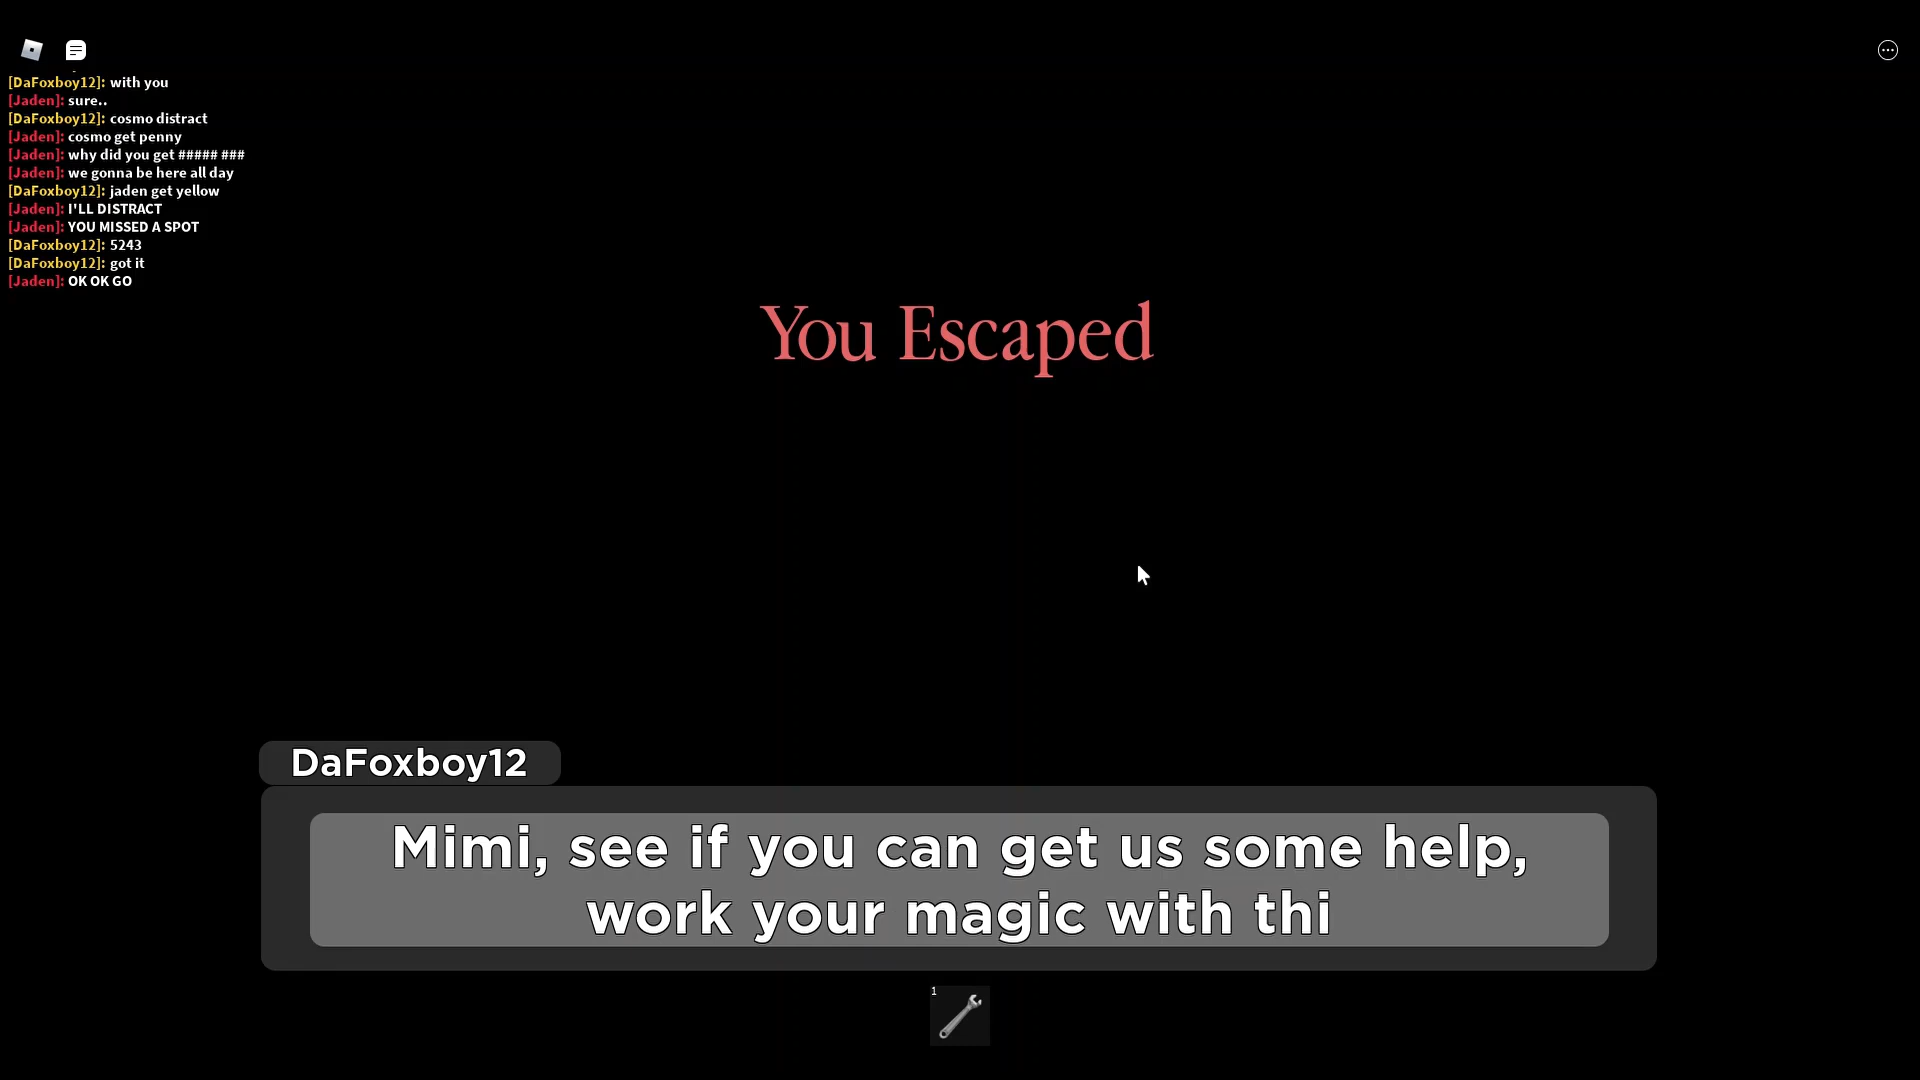 [DaFoxboy12]: with you
[Jaden]: sure..
[DaFoxboy12]: cosmo distract
[Jaden]: cosmo get penny
[Jaden]: why did you get ##### ###
[Jaden]: we gonna be here all day
[DaFoxboy12]: jaden get yellow
[Jaden]: I'LL DISTRACT
[Jaden]: YOU MISSED A SPOT
[DaFoxboy12]: 5243
[DaFoxboy12]: got it
[Jaden]: OK OK GO
You Escaped
DaFoxboy12
Mimi, see if you can get us some help,
work your magic with thi
1